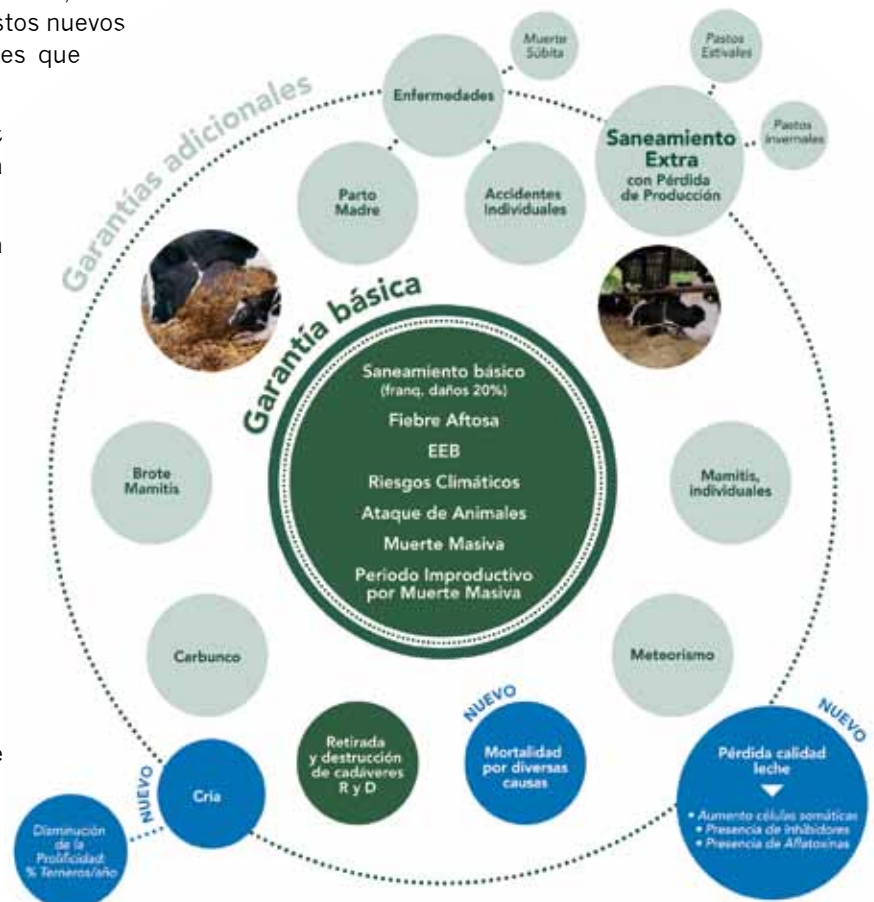 stos nuevos
es que
Garantías adicionales
Enfermedades
Muerte
Súbita
Pastos
Estivales
Pastos
invernales
Saneamiento
Extra
con Pérdida
de Producción
Parto
Madre
Accidentes
Individuales
Garantía básica
Saneamiento básico
(franq. daños 20%)
Fiebre Aftosa
EEB
Riesgos Climáticos
Ataque de Animales
Muerte Masiva
Periodo Improductivo
por Muerte Masiva
Brote
Mamitis
Mamitis,
individuales
Carbunco
Meteorismo
NUEVO
Cría
Disminución
de la
Prolificidad:
% Terneros/año
Retirada
y destrucción
de cadáveres
R y D
NUEVO
Mortalidad
por diversas
causas
NUEVO
Pérdida calidad
leche
• Aumento células somáticas
• Presencia de Inhibidores
• Presencia de Aflatoxinas